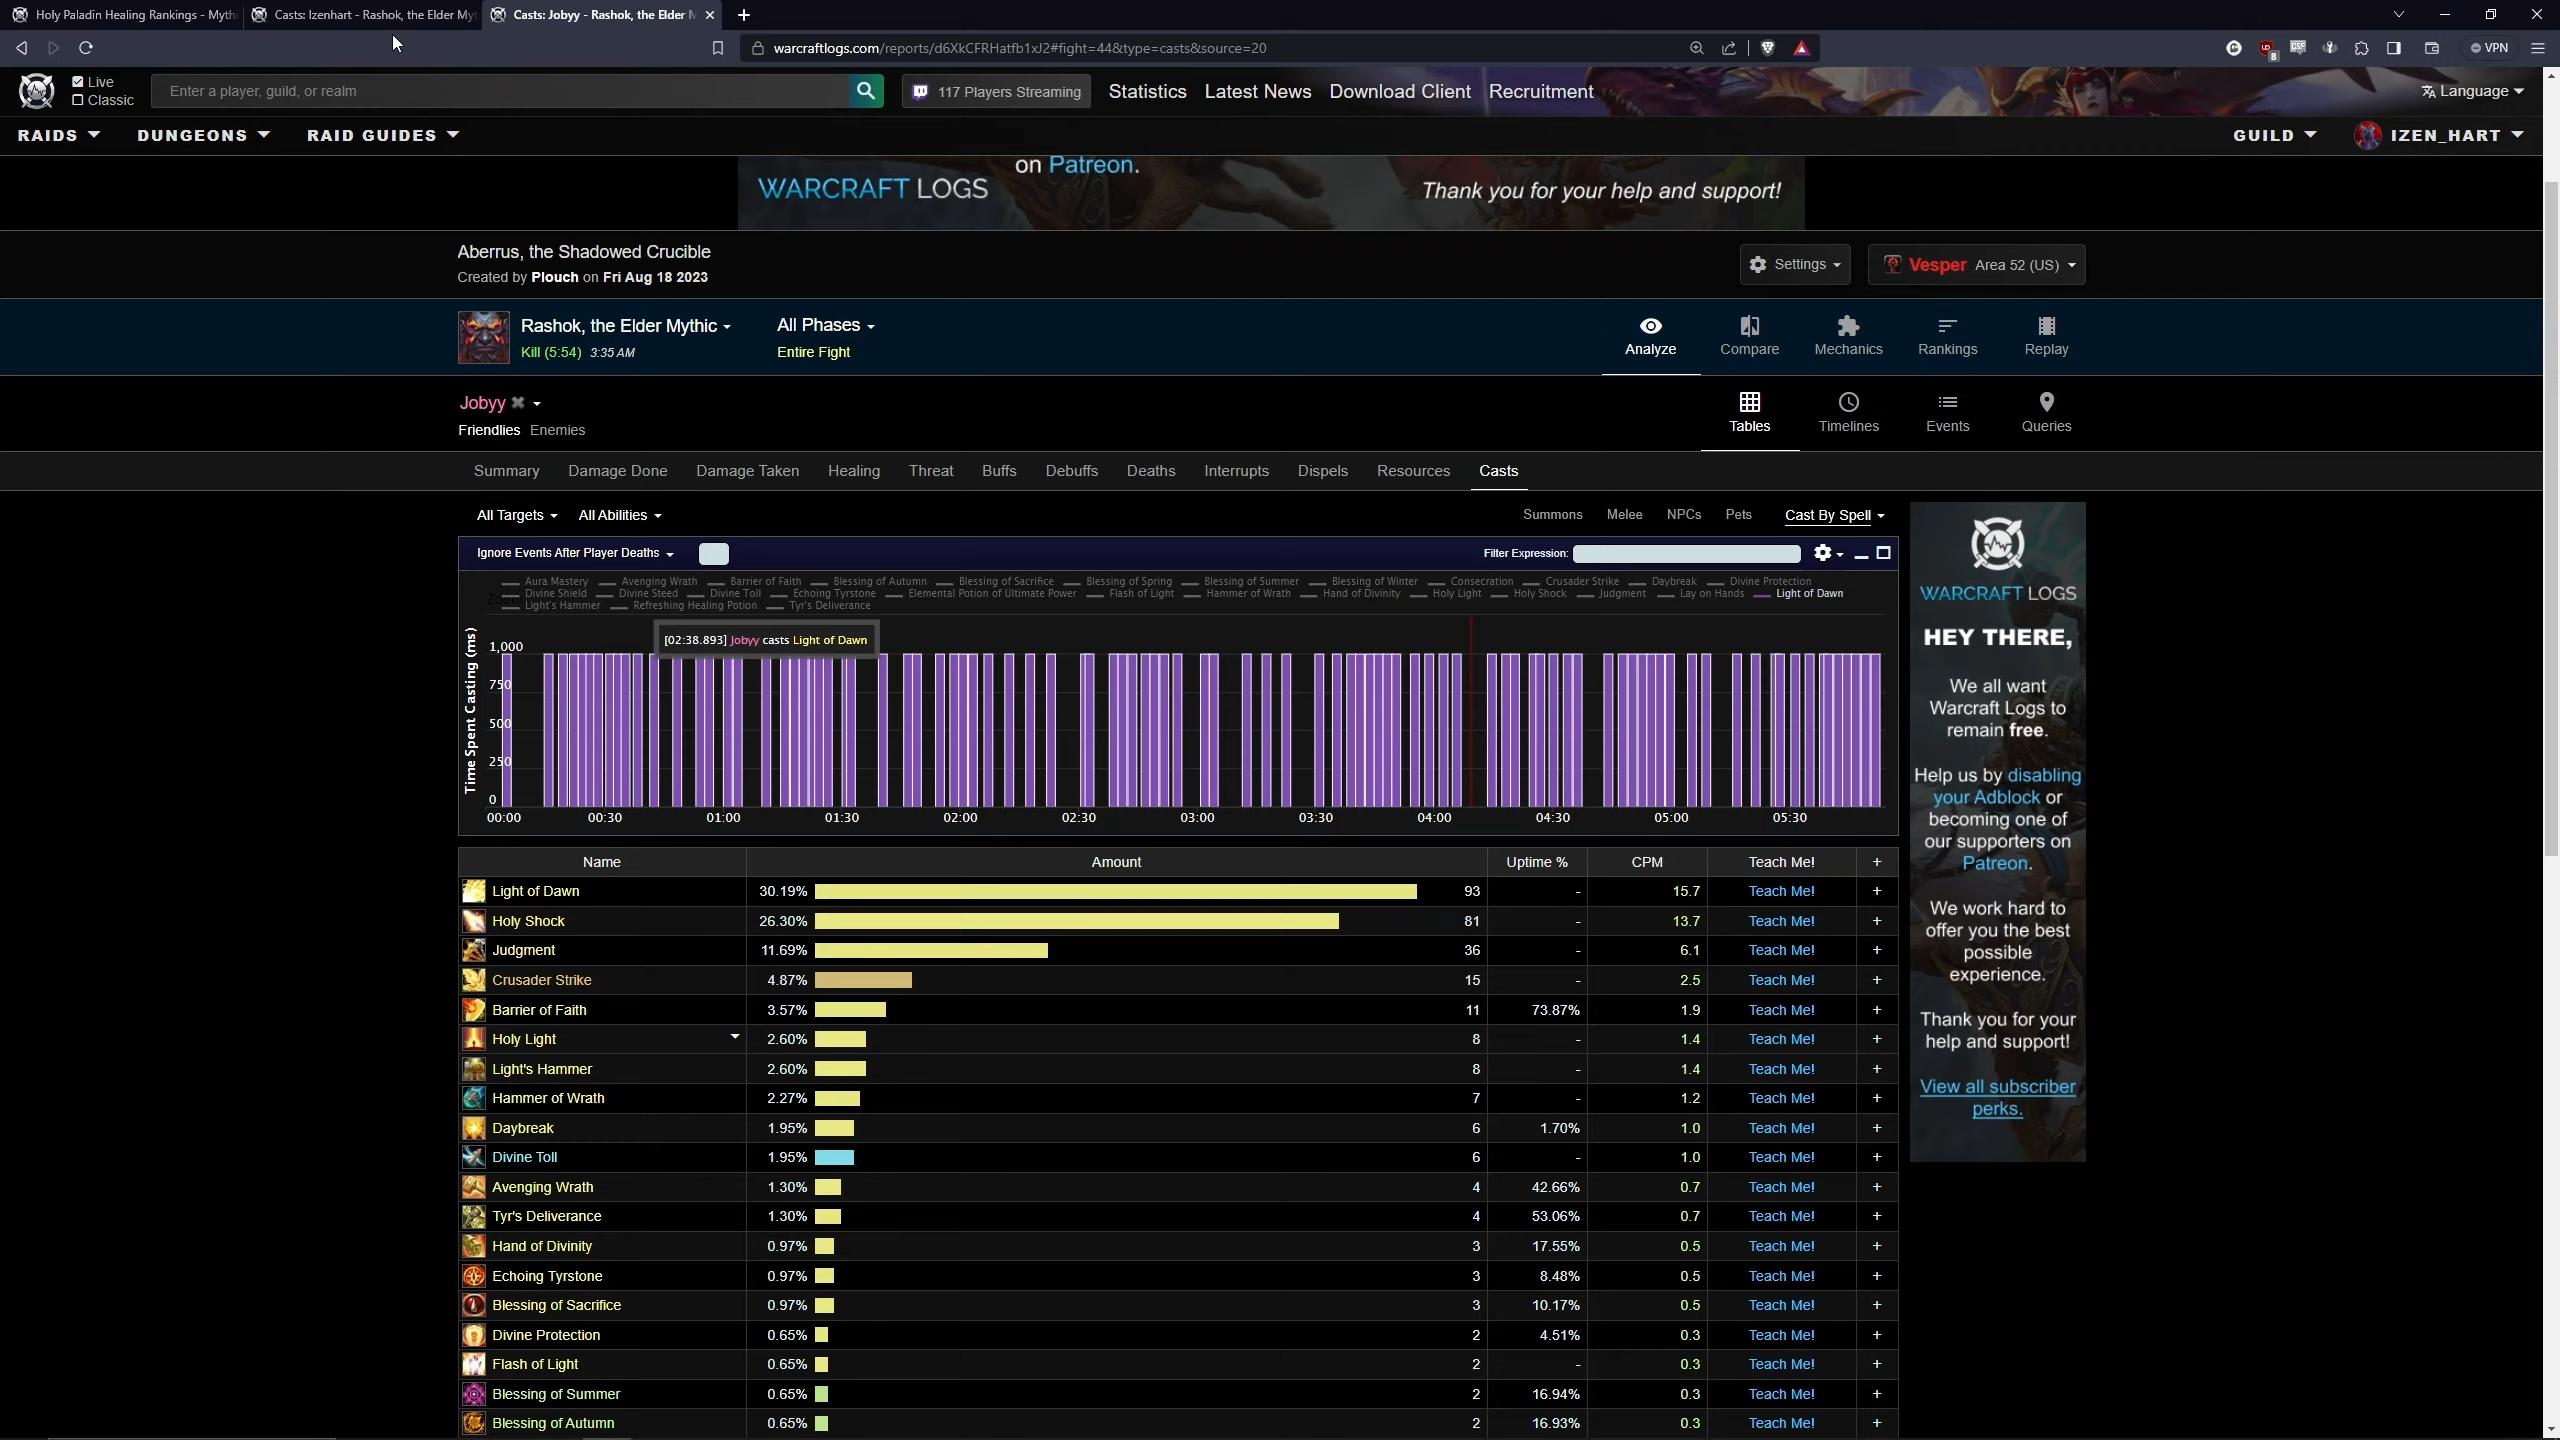 Holy Paladin Healing Rankings - Myth
Casts: Izenhart - Rashok, the Elder Myt
Casts: Jobyy - Rashok, the Elder M
warcraftlogs.com/reports/d6XkCFRHatfb1xJ2#fight=44&type=casts&source=20
8
VPN
Live
Classic
Enter a player, guild, or realm
117 Players Streaming
Statistics
Latest News
Download Client
Recruitment
Language
RAIDS
DUNGEONS
RAID GUIDES
GUILD
IZEN_HART
on Patreon.
WARCRAFT LOGS
Thank you for your help and support!
Aberrus, the Shadowed Crucible
Created by Plouch on Fri Aug 18 2023
Settings
Vesper Area 52 (US)
Rashok, the Elder Mythic
Kill (5:54) 3:35 AM
All Phases
Entire Fight
Analyze
Compare
Mechanics
Rankings
Replay
Jobyy
Friendlies Enemies
Tables
Timelines
Events
Queries
Summary Damage Done Damage Taken Healing Threat Buffs Debuffs Deaths Interrupts Dispels Resources Casts
All Targets All Abilities
Summons Melee NPCs Pets Cast By Spell
Ignore Events After Player Deaths
Filter Expression:
Aura Mastery Avenging Wrath Barrier of Faith Blessing of Autumn Blessing of Sacrifice Blessing of Spring Blessing of Summer Blessing of Winter Consecration Crusader Strike Daybreak Divine Protection
Divine Shield Divine Steed Divine Toll Echoing Tyrstone Elemental Potion of Ultimate Power Flash of Light Hammer of Wrath Hand of Divinity Holy Light Holy Shock Judgment Lay on Hands Light of Dawn
Light's Hammer Refreshing Healing Potion Tyr's Deliverance
[02:38.893] Jobyy casts Light of Dawn
Time Spent Casting (ms)
1,000
750
500
250
0
00:00 00:30 01:00 01:30 02:00 02:30 03:00 03:30 04:00 04:30 05:00 05:30
Name Amount Uptime % CPM Teach Me! +
Light of Dawn 30.19% 93 - 15.7 Teach Me! +
Holy Shock 26.30% 81 - 13.7 Teach Me! +
Judgment 11.69% 36 - 6.1 Teach Me! +
Crusader Strike 4.87% 15 - 2.5 Teach Me! +
Barrier of Faith 3.57% 11 73.87% 1.9 Teach Me! +
Holy Light 2.60% 8 - 1.4 Teach Me! +
Light's Hammer 2.60% 8 - 1.4 Teach Me! +
Hammer of Wrath 2.27% 7 - 1.2 Teach Me! +
Daybreak 1.95% 6 1.70% 1.0 Teach Me! +
Divine Toll 1.95% 6 - 1.0 Teach Me! +
Avenging Wrath 1.30% 4 42.66% 0.7 Teach Me! +
Tyr's Deliverance 1.30% 4 53.06% 0.7 Teach Me! +
Hand of Divinity 0.97% 3 17.55% 0.5 Teach Me! +
Echoing Tyrstone 0.97% 3 8.48% 0.5 Teach Me! +
Blessing of Sacrifice 0.97% 3 10.17% 0.5 Teach Me! +
Divine Protection 0.65% 2 4.51% 0.3 Teach Me! +
Flash of Light 0.65% 2 - 0.3 Teach Me! +
Blessing of Summer 0.65% 2 16.94% 0.3 Teach Me! +
Blessing of Autumn 0.65% 2 16.93% 0.3 Teach Me! +
WARCRAFT LOGS
HEY THERE,
We all want
Warcraft Logs to
remain free.
Help us by disabling
your Adblock or
becoming one of
our supporters on
Patreon.
We work hard to
offer you the best
possible
experience.
Thank you for your
help and support!
View all subscriber
perks.